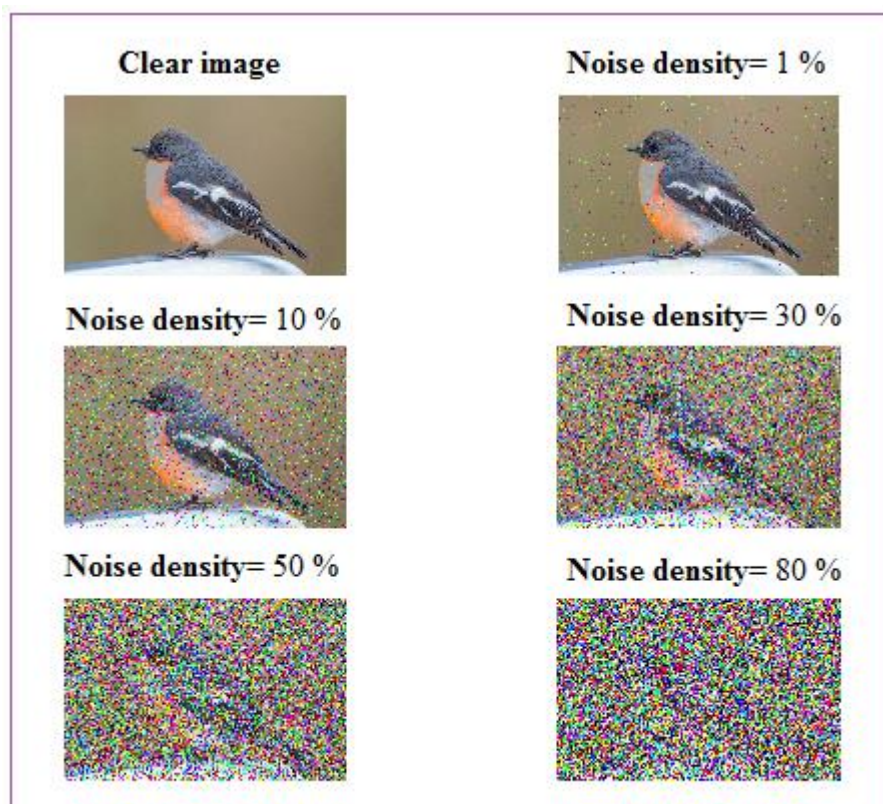 Clear image
Noise density= 1 %
Noise density= 10 %
Noise density= 30 %
Noise density= 50 %
Noise density= 80 %